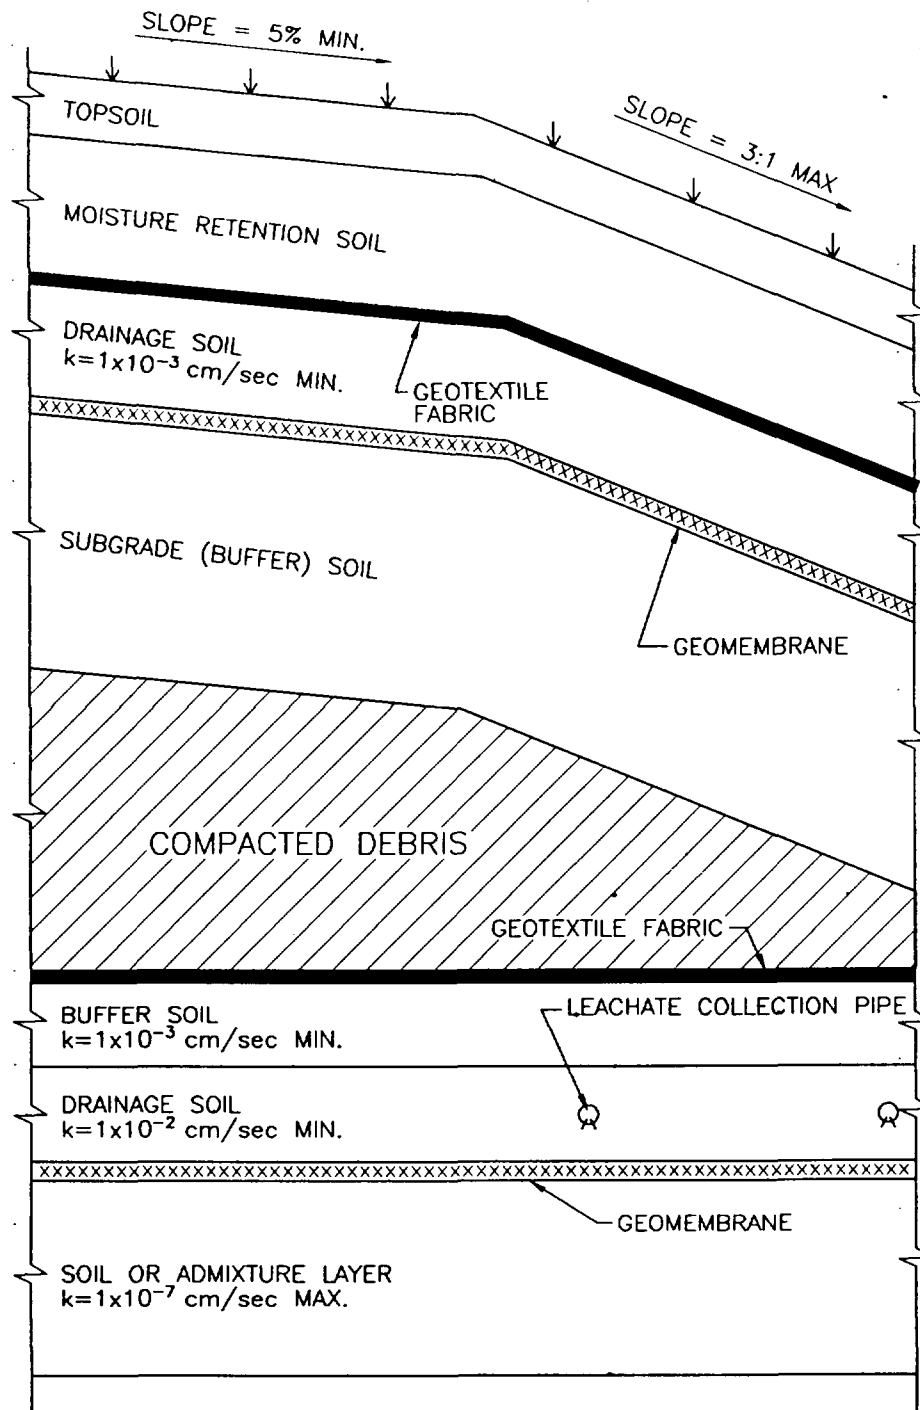 SLOPE = 5% MIN.
SLOPE = 3:1 MAX
TOPSOIL
MOISTURE RETENTION SOIL
DRAINAGE SOIL
k=1x10⁻³ cm/sec MIN.
GEOTEXTILE
FABRIC
SUBGRADE (BUFFER) SOIL
GEOMEMBRANE
COMPACTED DEBRIS
GEOTEXTILE FABRIC
BUFFER SOIL
k=1x10⁻³ cm/sec MIN.
LEACHATE COLLECTION PIPE
DRAINAGE SOIL
k=1x10⁻² cm/sec MIN.
GEOMEMBRANE
SOIL OR ADMIXTURE LAYER
k=1x10⁻⁷ cm/sec MAX.